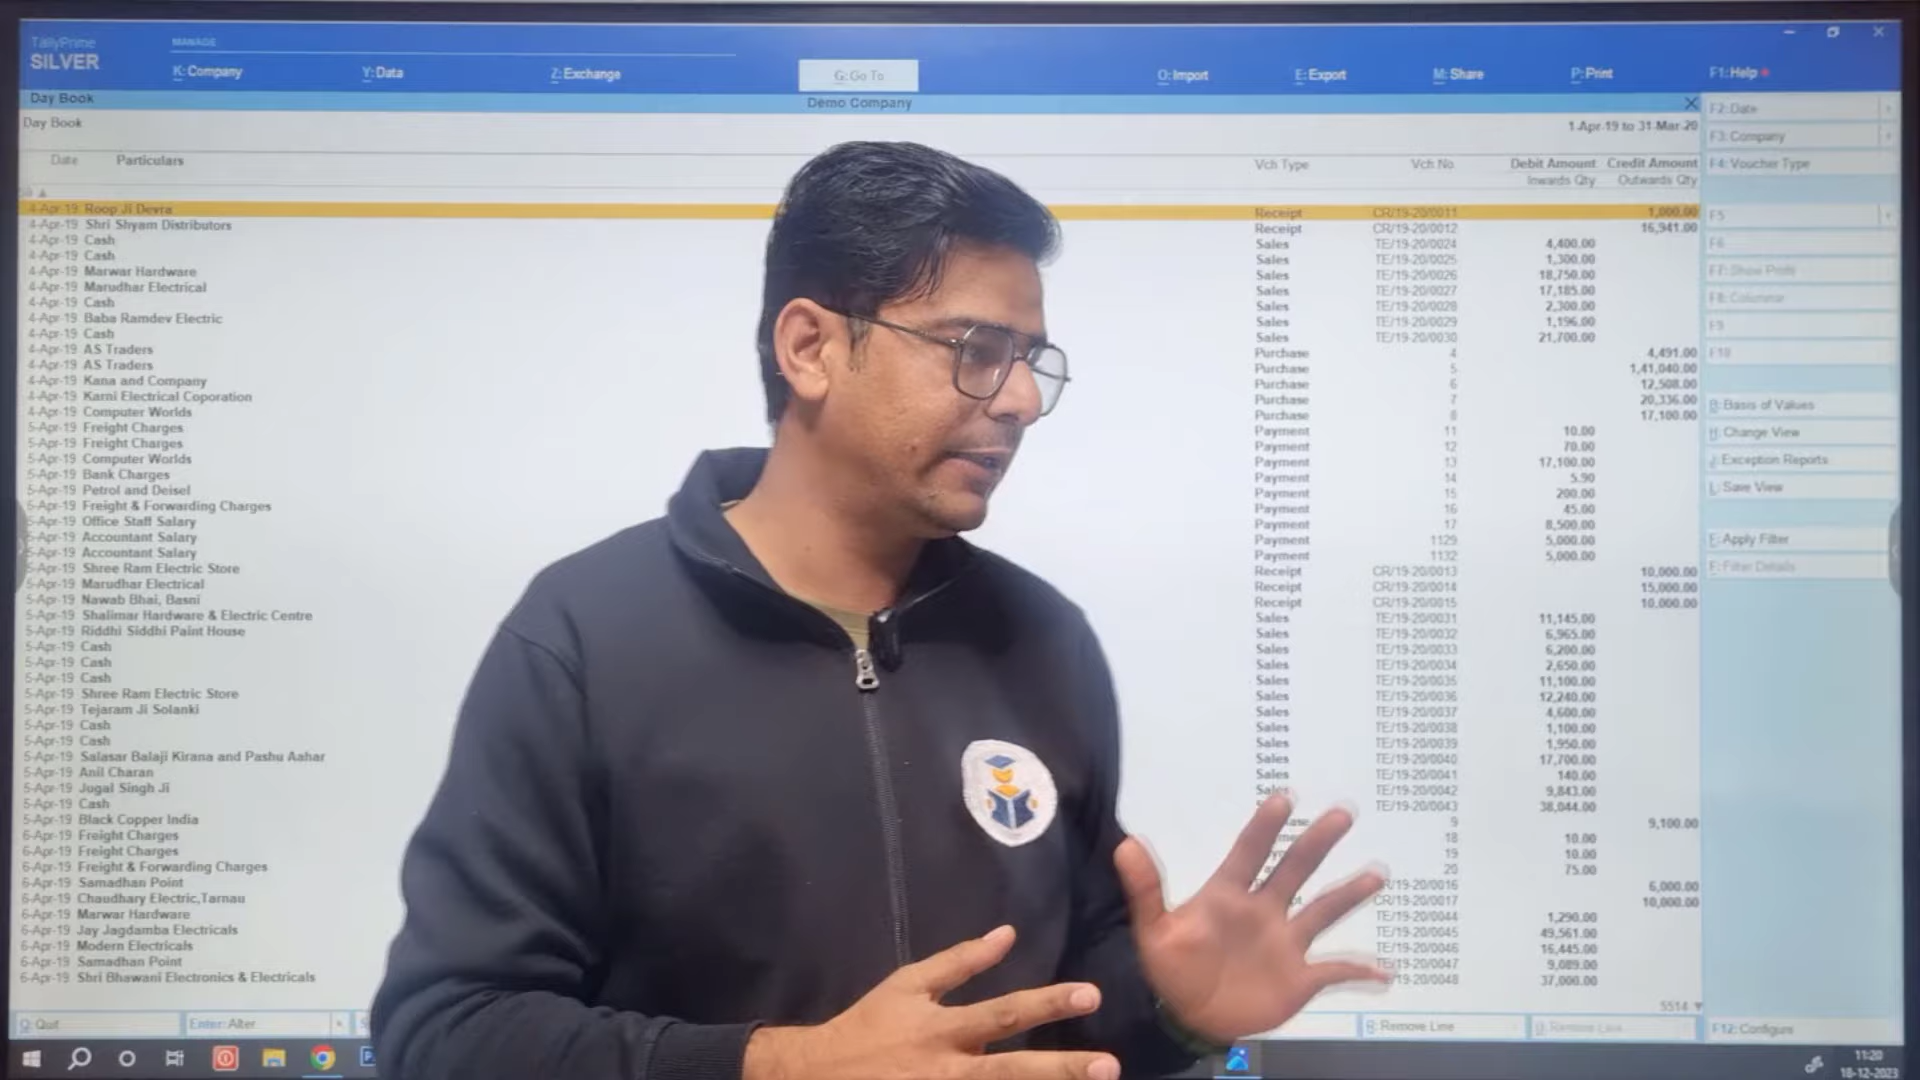 TallyPrime
SILVER
MANAGE
K: Company
Y: Data
Z: Exchange
G: Go To
O: Import
E: Export
M: Share
P: Print
F1: Help
Day Book
Demo Company
Day Book
1-Apr-19 to 31-Mar-20
Date Particulars Vch Type Vch No. Debit Amount Credit Amount
Inwards Qty Outwards Qty
4-Apr-19 Roop Ji Devra Receipt CR/19-20/0011 1,000.00
4-Apr-19 Shri Shyam Distributors Receipt CR/19-20/0012 16,941.00
4-Apr-19 Cash Sales TE/19-20/0024 4,400.00
4-Apr-19 Cash Sales TE/19-20/0025 1,300.00
4-Apr-19 Marwar Hardware Sales TE/19-20/0026 18,750.00
4-Apr-19 Marudhar Electrical Sales TE/19-20/0027 17,185.00
4-Apr-19 Cash Sales TE/19-20/0028 2,300.00
4-Apr-19 Baba Ramdev Electric Sales TE/19-20/0029 1,196.00
4-Apr-19 Cash Sales TE/19-20/0030 21,700.00
4-Apr-19 AS Traders Purchase 4 4,491.00
4-Apr-19 AS Traders Purchase 5 1,41,040.00
4-Apr-19 Kana and Company Purchase 6 12,508.00
4-Apr-19 Karni Electrical Coporation Purchase 7 20,336.00
4-Apr-19 Computer Worlds Purchase 8 17,100.00
5-Apr-19 Freight Charges Payment 11 10.00
5-Apr-19 Freight Charges Payment 12 70.00
5-Apr-19 Computer Worlds Payment 13 17,100.00
5-Apr-19 Bank Charges Payment 14 5.90
5-Apr-19 Petrol and Deisel Payment 15 200.00
5-Apr-19 Freight & Forwarding Charges Payment 16 45.00
5-Apr-19 Office Staff Salary Payment 17 8,500.00
5-Apr-19 Accountant Salary Payment 1129 5,000.00
5-Apr-19 Accountant Salary Payment 1132 5,000.00
5-Apr-19 Shree Ram Electric Store Receipt CR/19-20/0013 10,000.00
5-Apr-19 Marudhar Electrical Receipt CR/19-20/0014 15,000.00
5-Apr-19 Nawab Bhai, Basni Receipt CR/19-20/0015 10,000.00
5-Apr-19 Shalimar Hardware & Electric Centre Sales TE/19-20/0031 11,145.00
5-Apr-19 Riddhi Siddhi Paint House Sales TE/19-20/0032 6,965.00
5-Apr-19 Cash Sales TE/19-20/0033 6,200.00
5-Apr-19 Cash Sales TE/19-20/0034 2,650.00
5-Apr-19 Cash Sales TE/19-20/0035 11,100.00
5-Apr-19 Shree Ram Electric Store Sales TE/19-20/0036 12,240.00
5-Apr-19 Tejaram Ji Solanki Sales TE/19-20/0037 4,600.00
5-Apr-19 Cash Sales TE/19-20/0038 1,100.00
5-Apr-19 Cash Sales TE/19-20/0039 1,950.00
5-Apr-19 Salasar Balaji Kirana and Pashu Aahar Sales TE/19-20/0040 17,700.00
5-Apr-19 Anil Charan Sales TE/19-20/0041 140.00
5-Apr-19 Jugal Singh Ji Sales TE/19-20/0042 9,843.00
5-Apr-19 Cash TE/19-20/0043 38,044.00
5-Apr-19 Black Copper India 9 9,100.00
6-Apr-19 Freight Charges 18 10.00
6-Apr-19 Freight Charges 19 10.00
6-Apr-19 Freight & Forwarding Charges 20 75.00
6-Apr-19 Samadhan Point R/19-20/0016 6,000.00
6-Apr-19 Chaudhary Electric,Tarnau CR/19-20/0017 10,000.00
6-Apr-19 Marwar Hardware TE/19-20/0044 1,290.00
6-Apr-19 Jay Jagdamba Electricals TE/19-20/0045 49,561.00
6-Apr-19 Modern Electricals TE/19-20/0046 16,445.00
6-Apr-19 Samadhan Point TE/19-20/0047 9,089.00
6-Apr-19 Shri Bhawani Electronics & Electricals /19-20/0048 37,000.00
5514
F2: Date
F3: Company
F4: Voucher Type
F5
F6
F7: Show Profit
F8: Columnar
F9
F10
B: Basis of Values
H: Change View
J: Exception Reports
L: Save View
E: Apply Filter
F: Filter Details
Q: Quit
Enter: Alter
R: Remove Line
F12: Configure
11:20
18-12-2023